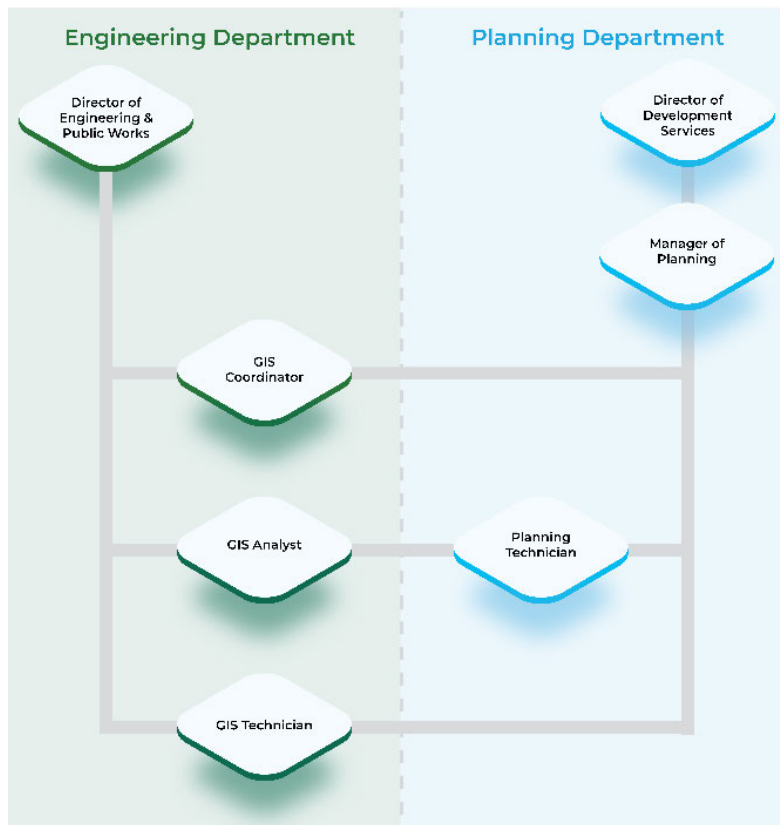 Engineering Department
Planning Department
Director of
Engineering &
Public Works
Director of
Development
Services
Manager of
Planning
GIS
Coordinator
GIS Analyst
Planning
Technician
GIS Technician